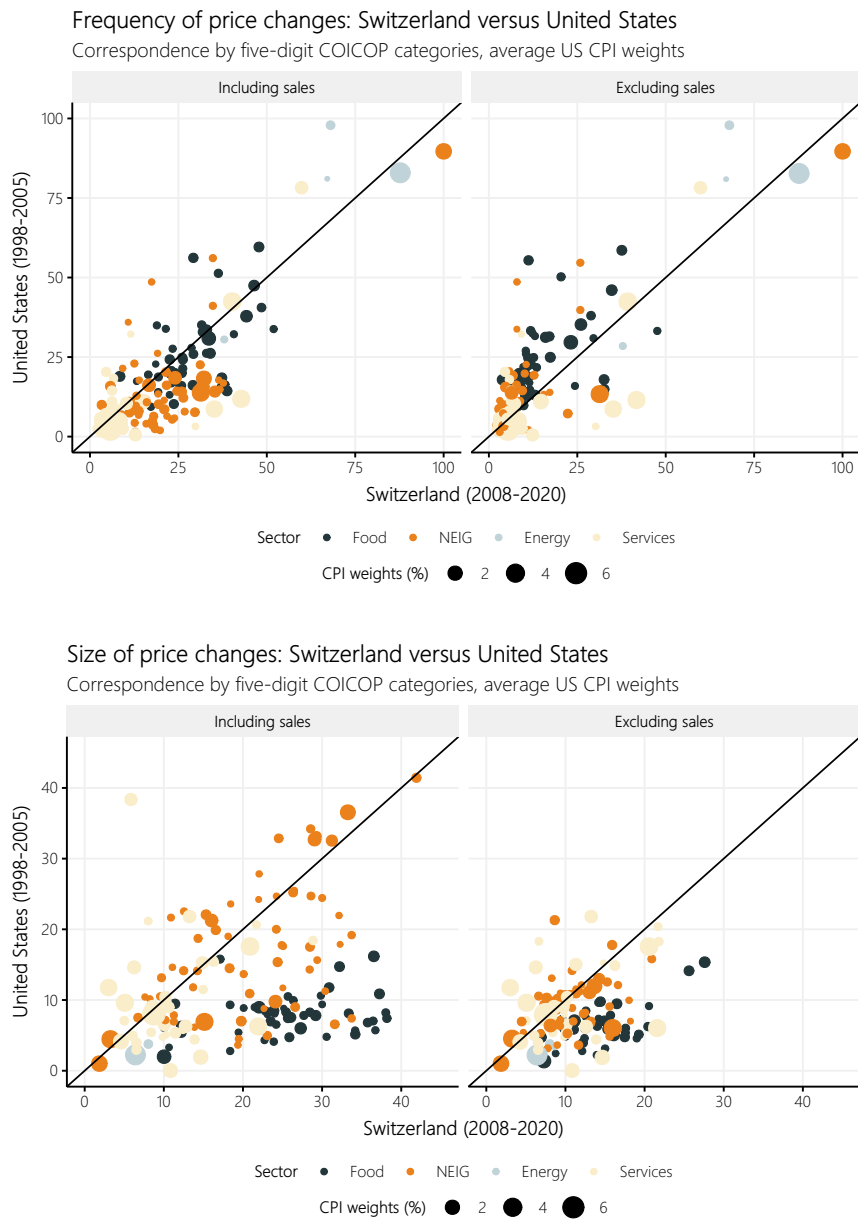 Frequency of price changes: Switzerland versus United States
Correspondence by five-digit COICOP categories, average US CPI weights
Including sales
Excluding sales
United States (1998-2005)
100
75
50
25
0
0 25 50 75 100
0 25 50 75 100
Switzerland (2008-2020)
Sector Food NEIG Energy Services
CPI weights (%) 2 4 6
Size of price changes: Switzerland versus United States
Correspondence by five-digit COICOP categories, average US CPI weights
Including sales
Excluding sales
United States (1998-2005)
40
30
20
10
0
0 10 20 30 40
0 10 20 30 40
Switzerland (2008-2020)
Sector Food NEIG Energy Services
CPI weights (%) 2 4 6